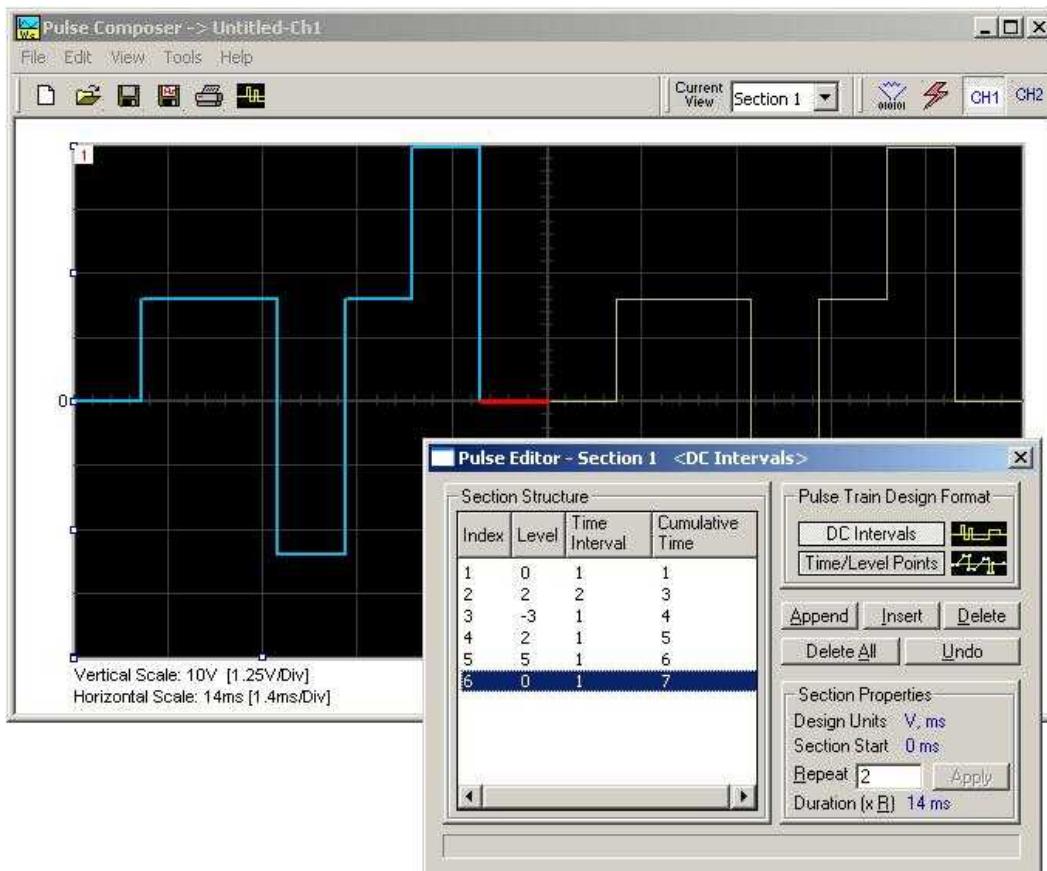 Pulse Composer -> Untitled-Ch1
File Edit View Tools Help
Current View Section 1
010101
CH1 CH2
1
0
Vertical Scale: 10V [1.25V/Div]
Horizontal Scale: 14ms [1.4ms/Div]
Pulse Editor - Section 1 <DC Intervals>
Section Structure
Index Level Time Interval Cumulative Time
1 0 1 1
2 2 2 3
3 -3 1 4
4 2 1 5
5 5 1 6
6 0 1 7
Pulse Train Design Format
DC Intervals
Time/Level Points
Append Insert Delete
Delete All Undo
Section Properties
Design Units V, ms
Section Start 0 ms
Repeat 2 Apply
Duration (x R) 14 ms